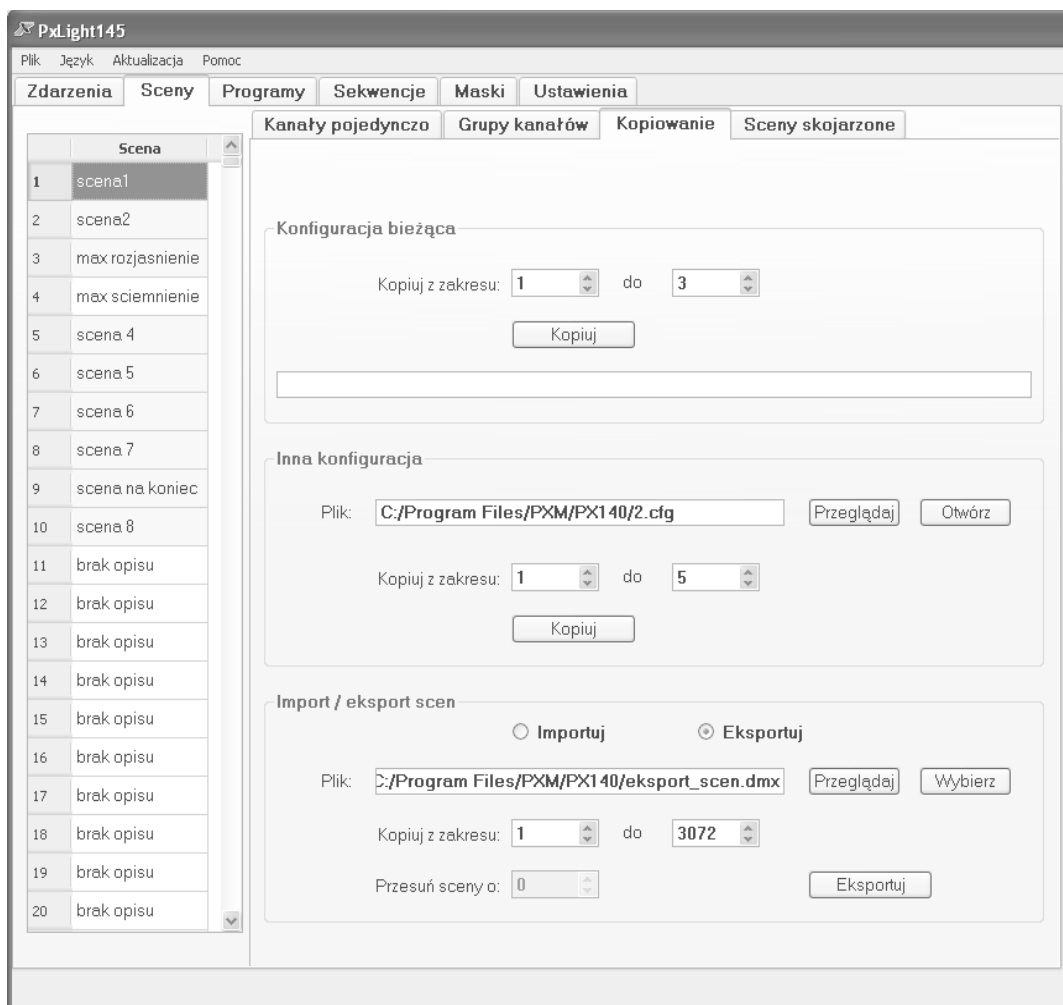 PxLight145
Plik Język Aktualizacja Pomoc
Zdarzenia Sceny Programy Sekwencje Maski Ustawienia
Kanały pojedynczo Grupy kanałów Kopiowanie Sceny skojarzone
Scena
1 scena1
2 scena2
3 max rozjasnienie
4 max sciemnienie
5 scena 4
6 scena 5
7 scena 6
8 scena 7
9 scena na koniec
10 scena 8
11 brak opisu
12 brak opisu
13 brak opisu
14 brak opisu
15 brak opisu
16 brak opisu
17 brak opisu
18 brak opisu
19 brak opisu
20 brak opisu
Konfiguracja bieżąca
Kopiuj z zakresu: 1 do 3
Kopiuj
Inna konfiguracja
Plik: C:/Program Files/PXM/PX140/2.cfg Przeglądaj Otwórz
Kopiuj z zakresu: 1 do 5
Kopiuj
Import / eksport scen
Importuj Eksportuj
Plik: C:/Program Files/PXM/PX140/eksport_scen.dmx Przeglądaj Wybierz
Kopiuj z zakresu: 1 do 3072
Przesuń sceny o: 0 Eksportuj